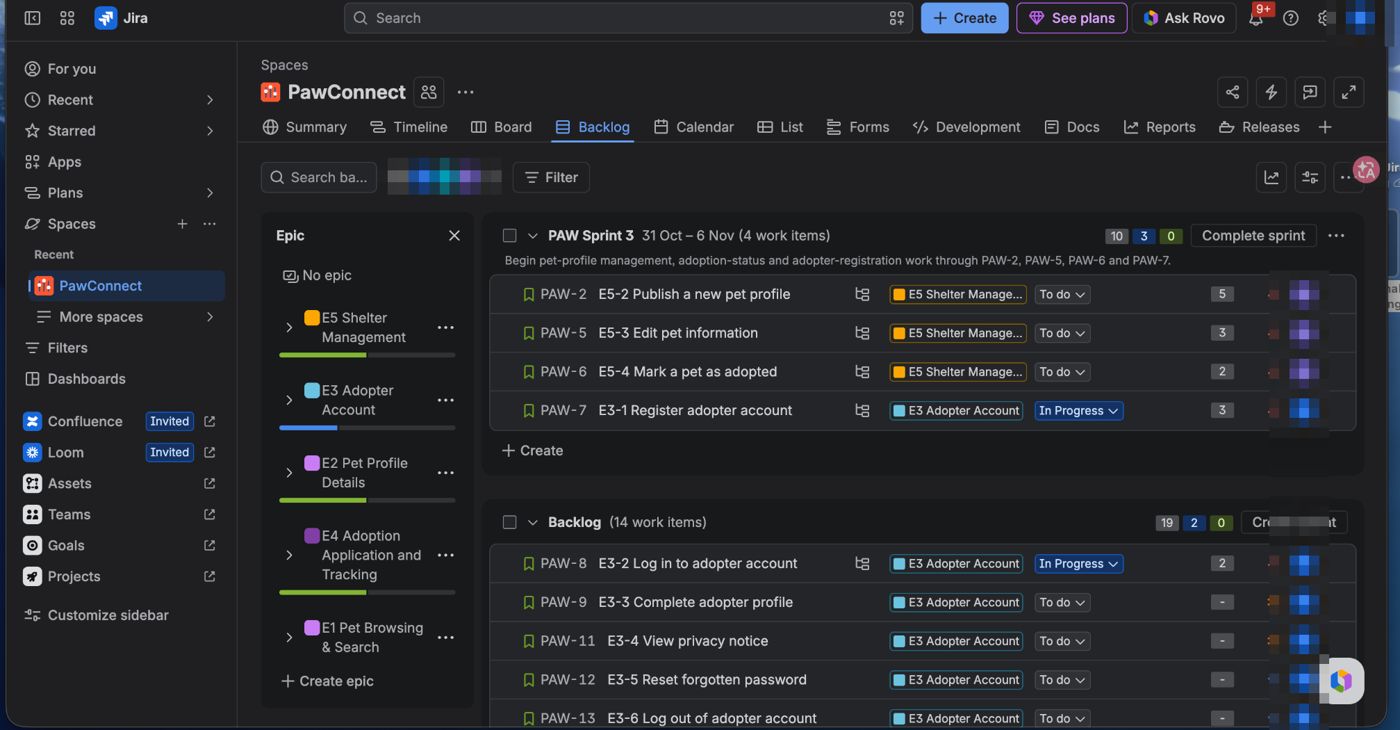 Jira
Search
Create
See plans
Ask Rovo
9+
For you
Recent
Starred
Apps
Plans
Spaces
Recent
PawConnect
More spaces
Filters
Dashboards
Confluence Invited
Loom Invited
Assets
Teams
Goals
Projects
Customize sidebar
Spaces
PawConnect
Summary Timeline Board Backlog Calendar List Forms Development Docs Reports Releases
Search ba...
Filter
Epic
No epic
E5 Shelter
Management
E3 Adopter
Account
E2 Pet Profile
Details
E4 Adoption
Application and
Tracking
E1 Pet Browsing
& Search
Create epic
PAW Sprint 3 31 Oct – 6 Nov (4 work items) 10 3 0 Complete sprint
Begin pet-profile management, adoption-status and adopter-registration work through PAW-2, PAW-5, PAW-6 and PAW-7.
PAW-2 E5-2 Publish a new pet profile E5 Shelter Manage... To do 5
PAW-5 E5-3 Edit pet information E5 Shelter Manage... To do 3
PAW-6 E5-4 Mark a pet as adopted E5 Shelter Manage... To do 2
PAW-7 E3-1 Register adopter account E3 Adopter Account In Progress 3
Create
Backlog (14 work items) 19 2 0
PAW-8 E3-2 Log in to adopter account E3 Adopter Account In Progress 2
PAW-9 E3-3 Complete adopter profile E3 Adopter Account To do -
PAW-11 E3-4 View privacy notice E3 Adopter Account To do -
PAW-12 E3-5 Reset forgotten password E3 Adopter Account To do -
PAW-13 E3-6 Log out of adopter account E3 Adopter Account To do -